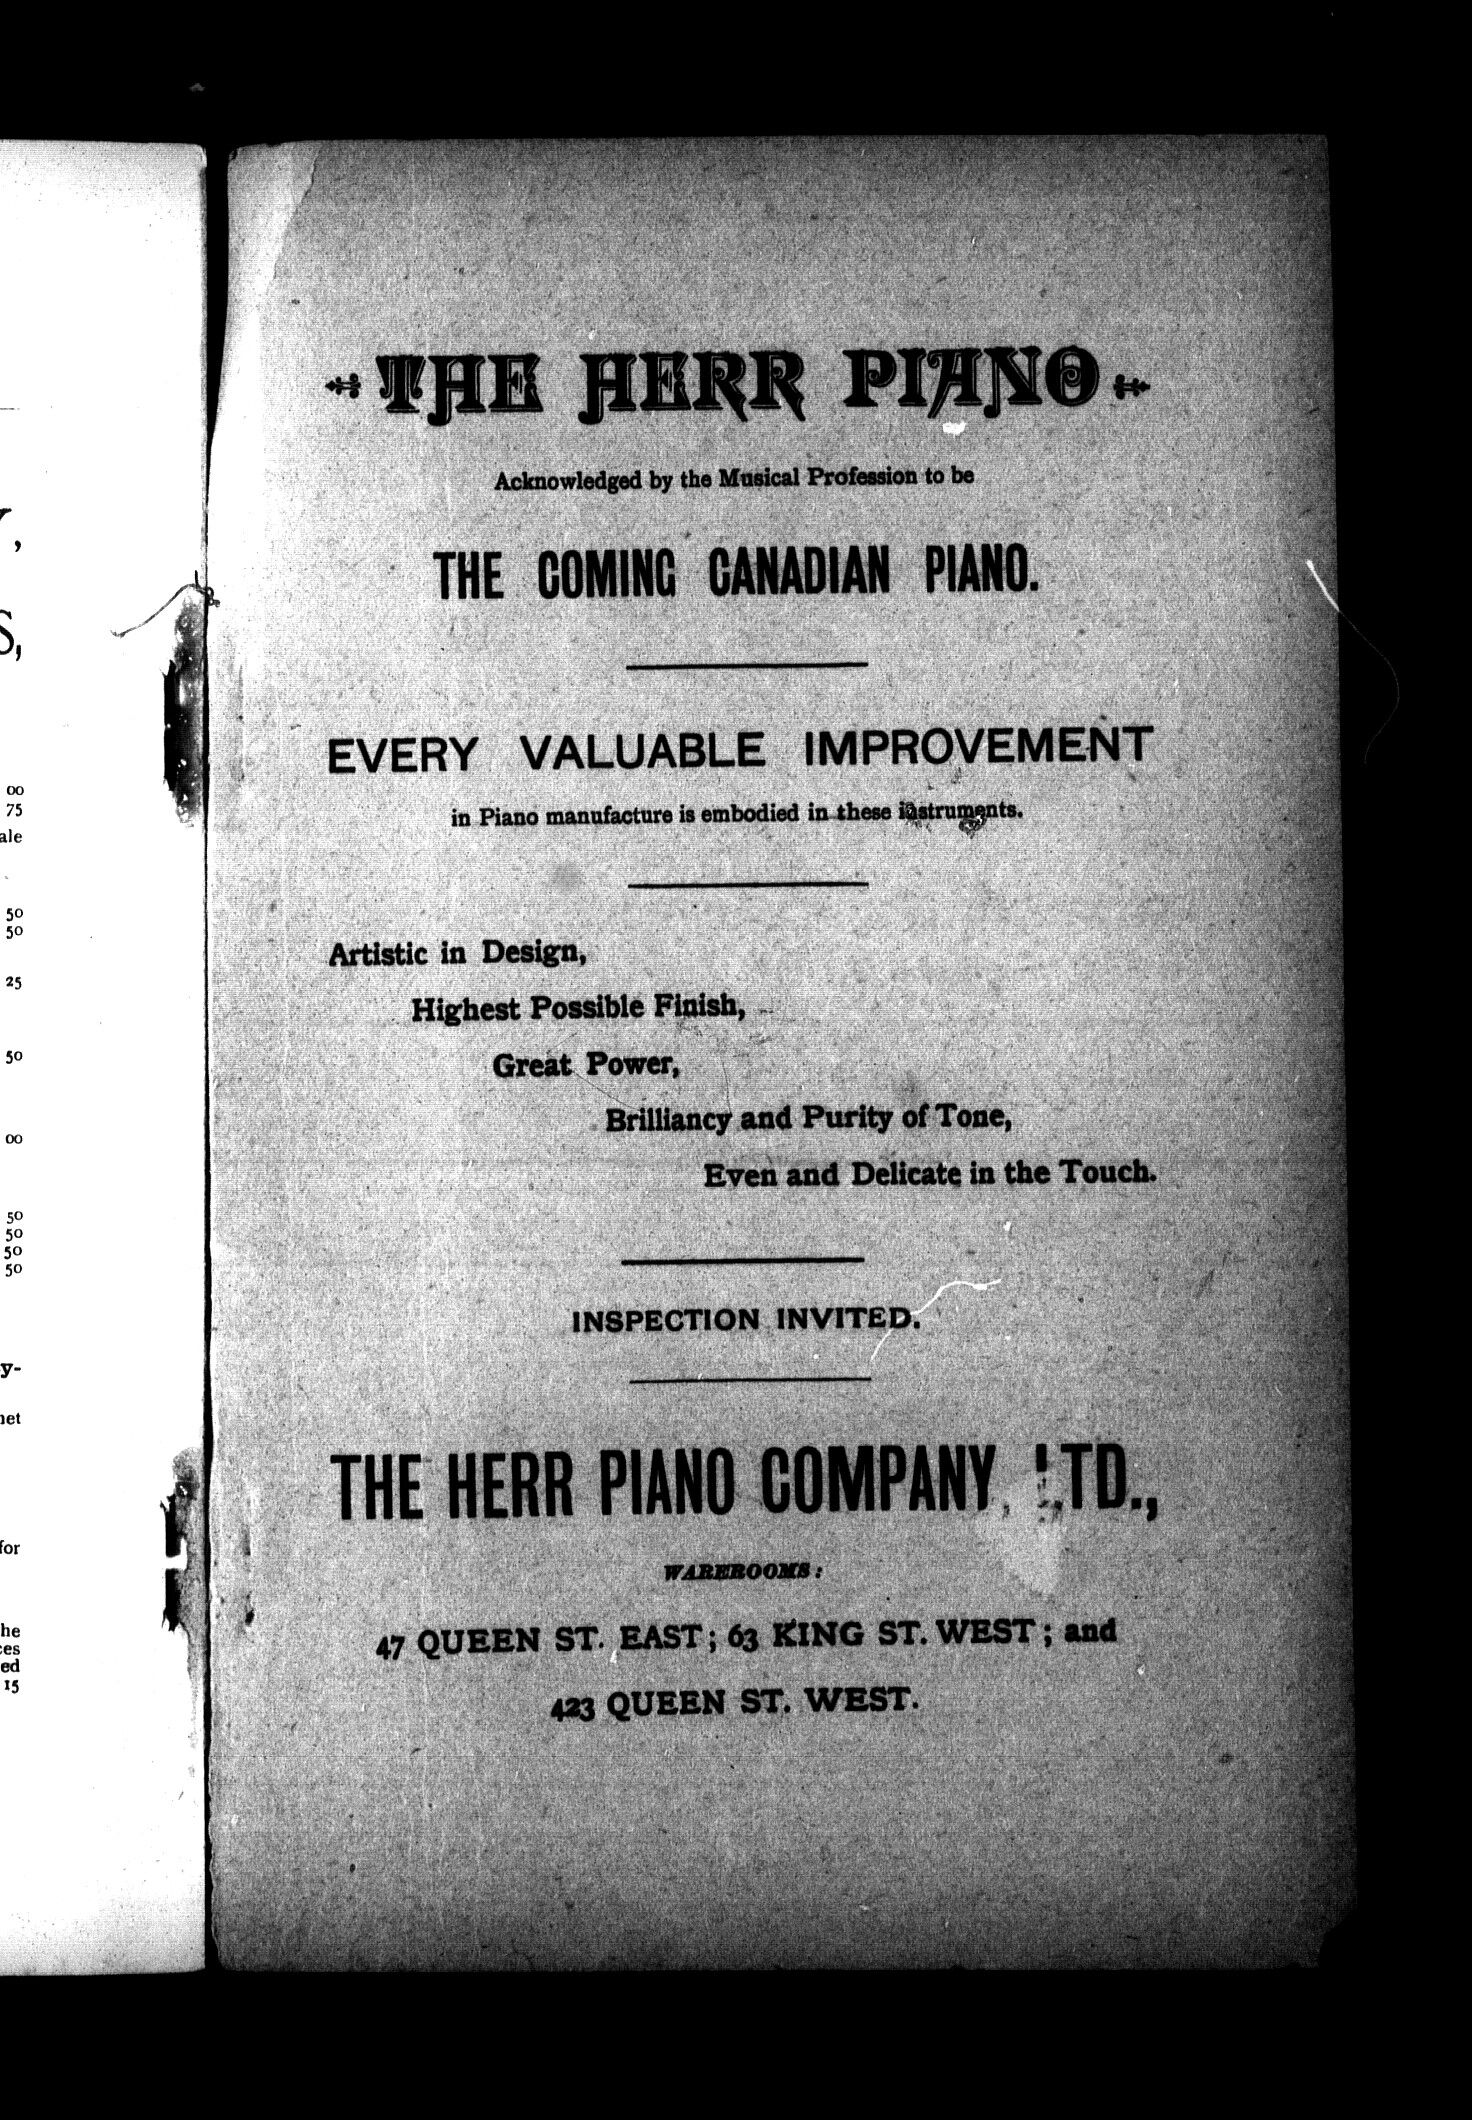 THE HERR PIANO
Acknowledged by the Musical Profession to be
THE COMING CANADIAN PIANO.
EVERY VALUABLE IMPROVEMENT
in Piano manufacture is embodied in these instruments.
Artistic in Design,
Highest Possible Finish,
Great Power,
Brilliancy and Purity of Tone,
Even and Delicate in the Touch.
INSPECTION INVITED.
THE HERR PIANO COMPANY, LTD.,
WAREROOMS:
47 QUEEN ST. EAST; 63 KING ST. WEST; and
423 QUEEN ST. WEST.